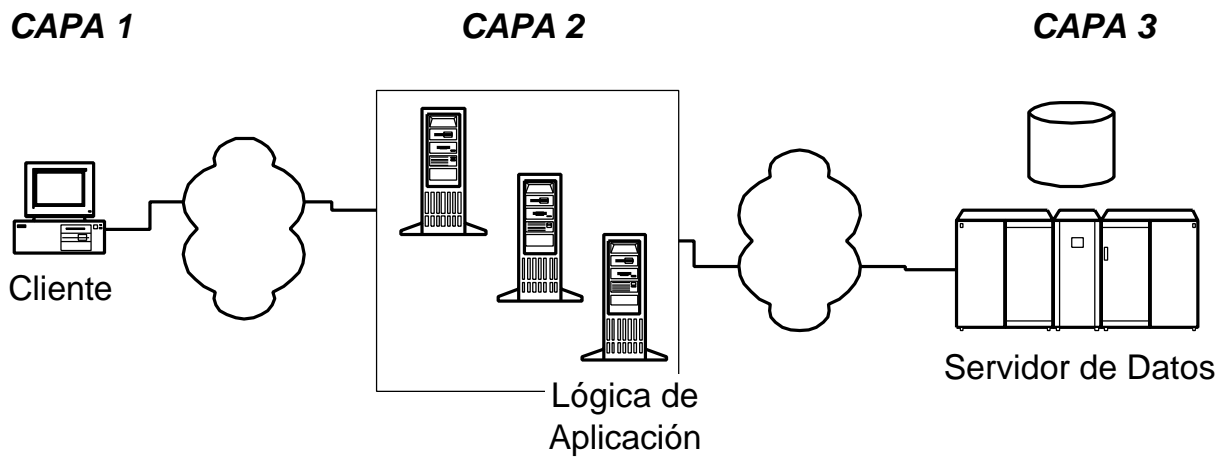 CAPA 1
CAPA 2
CAPA 3
Cliente
Lógica de
Aplicación
Servidor de Datos